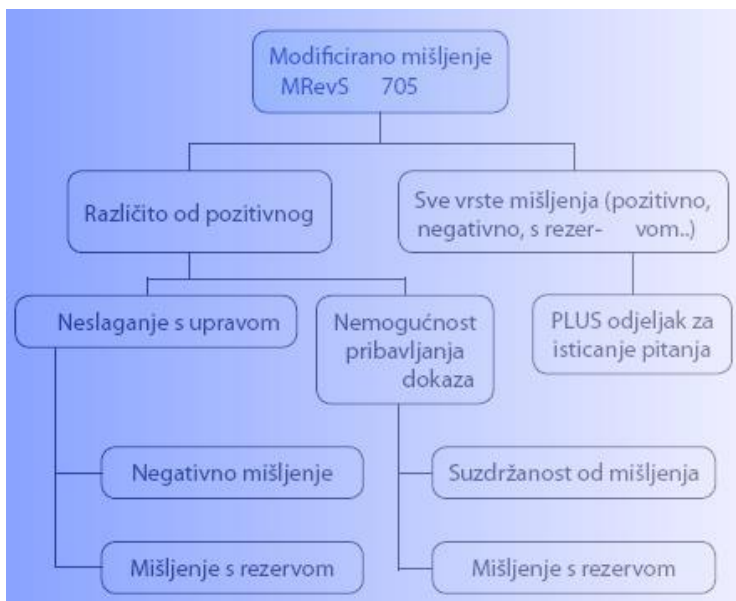 Modificirano mišljenje
MRevS 705
Različito od pozitivnog
Sve vrste mišljenja (pozitivno,
negativno, s rezer- vom..)
Neslaganje s upravom
Nemogućnost
pribavljanja
dokaza
PLUS odjeljak za
isticanje pitanja
Negativno mišljenje
Suzdržanost od mišljenja
Mišljenje s rezervom
Mišljenje s rezervom